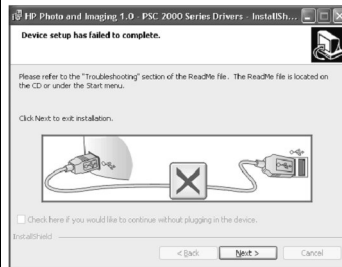 HP Photo and Imaging 1.0 - PSC 2000 Series Drivers - InstallSh...
Device setup has failed to complete.
Please refer to the "Troubleshooting" section of the ReadMe file. The ReadMe file is located on
the CD or under the Start menu.
Click Next to exit installation.
Check here if you would like to continue without plugging in the device.
InstallShield
< Back
Next >
Cancel